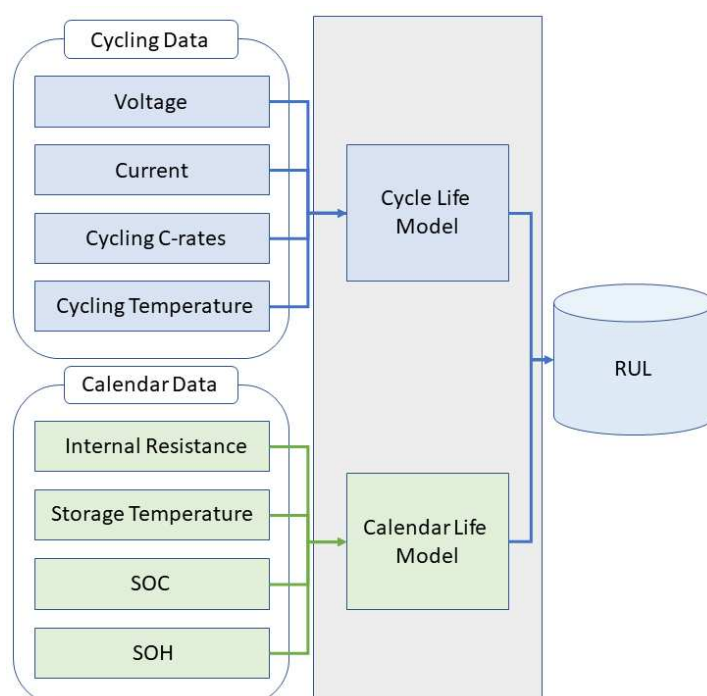 Cycling Data
Voltage
Current
Cycling C-rates
Cycling Temperature
Cycle Life
Model
RUL
Calendar Data
Internal Resistance
Storage Temperature
SOC
SOH
Calendar Life
Model